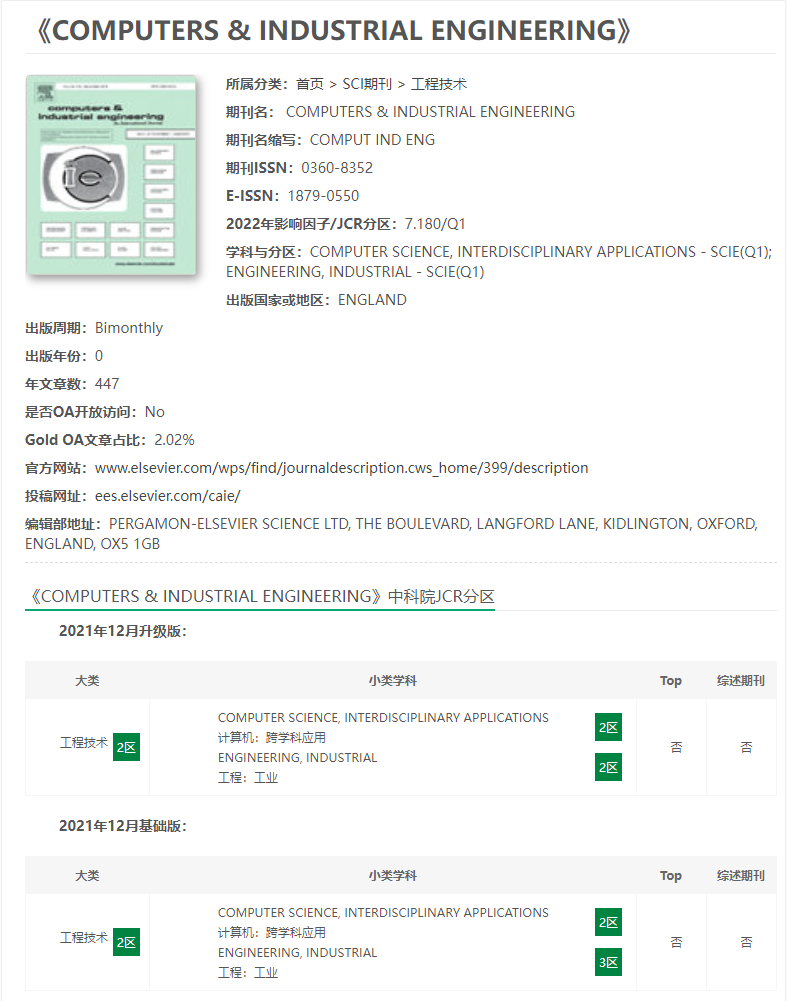 《COMPUTERS & INDUSTRIAL ENGINEERING》
computers &
industrial engineering
所属分类：首页 > SCI期刊 > 工程技术
期刊名： COMPUTERS & INDUSTRIAL ENGINEERING
期刊名缩写：COMPUT IND ENG
期刊ISSN：0360-8352
E-ISSN：1879-0550
2022年影响因子/JCR分区：7.180/Q1
学科与分区：COMPUTER SCIENCE, INTERDISCIPLINARY APPLICATIONS - SCIE(Q1);
ENGINEERING, INDUSTRIAL - SCIE(Q1)
出版国家或地区：ENGLAND
出版周期：Bimonthly
出版年份：0
年文章数：447
是否OA开放访问：No
Gold OA文章占比：2.02%
官方网站：www.elsevier.com/wps/find/journaldescription.cws_home/399/description
投稿网址：ees.elsevier.com/caie/
编辑部地址：PERGAMON-ELSEVIER SCIENCE LTD, THE BOULEVARD, LANGFORD LANE, KIDLINGTON, OXFORD,
ENGLAND, OX5 1GB
《COMPUTERS & INDUSTRIAL ENGINEERING》中科院JCR分区
2021年12月升级版：
大类 小类学科 Top 综述期刊
工程技术 2区
COMPUTER SCIENCE, INTERDISCIPLINARY APPLICATIONS
计算机：跨学科应用
2区
ENGINEERING, INDUSTRIAL
工程：工业
2区
否 否
2021年12月基础版：
大类 小类学科 Top 综述期刊
工程技术 2区
COMPUTER SCIENCE, INTERDISCIPLINARY APPLICATIONS
计算机：跨学科应用
2区
ENGINEERING, INDUSTRIAL
工程：工业
3区
否 否